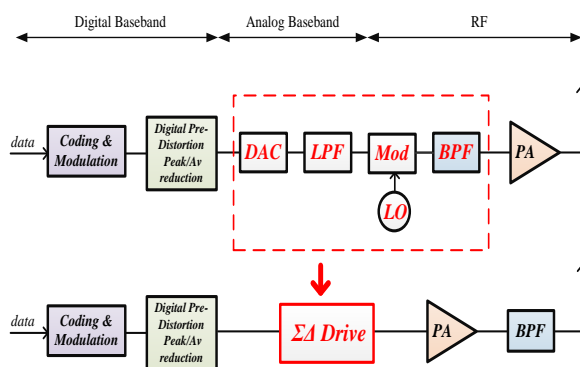 Digital Baseband
Analog Baseband
RF
data
Coding &
Modulation
Digital Pre-
Distortion
Peak/Av
reduction
DAC
LPF
Mod
BPF
PA
LO
data
Coding &
Modulation
Digital Pre-
Distortion
Peak/Av
reduction
ΣΔ Drive
PA
BPF